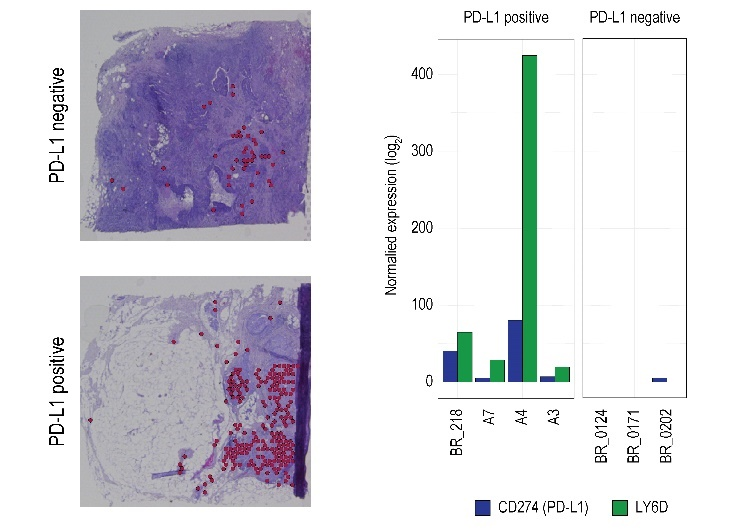 PD-L1 negative
PD-L1 positive
PD-L1 positive
PD-L1 negative
Normalied expression (log2)
400
300
200
100
0
BR_218
A7
A4
A3
BR_0124
BR_0171
BR_0202
CD274 (PD-L1)
LY6D